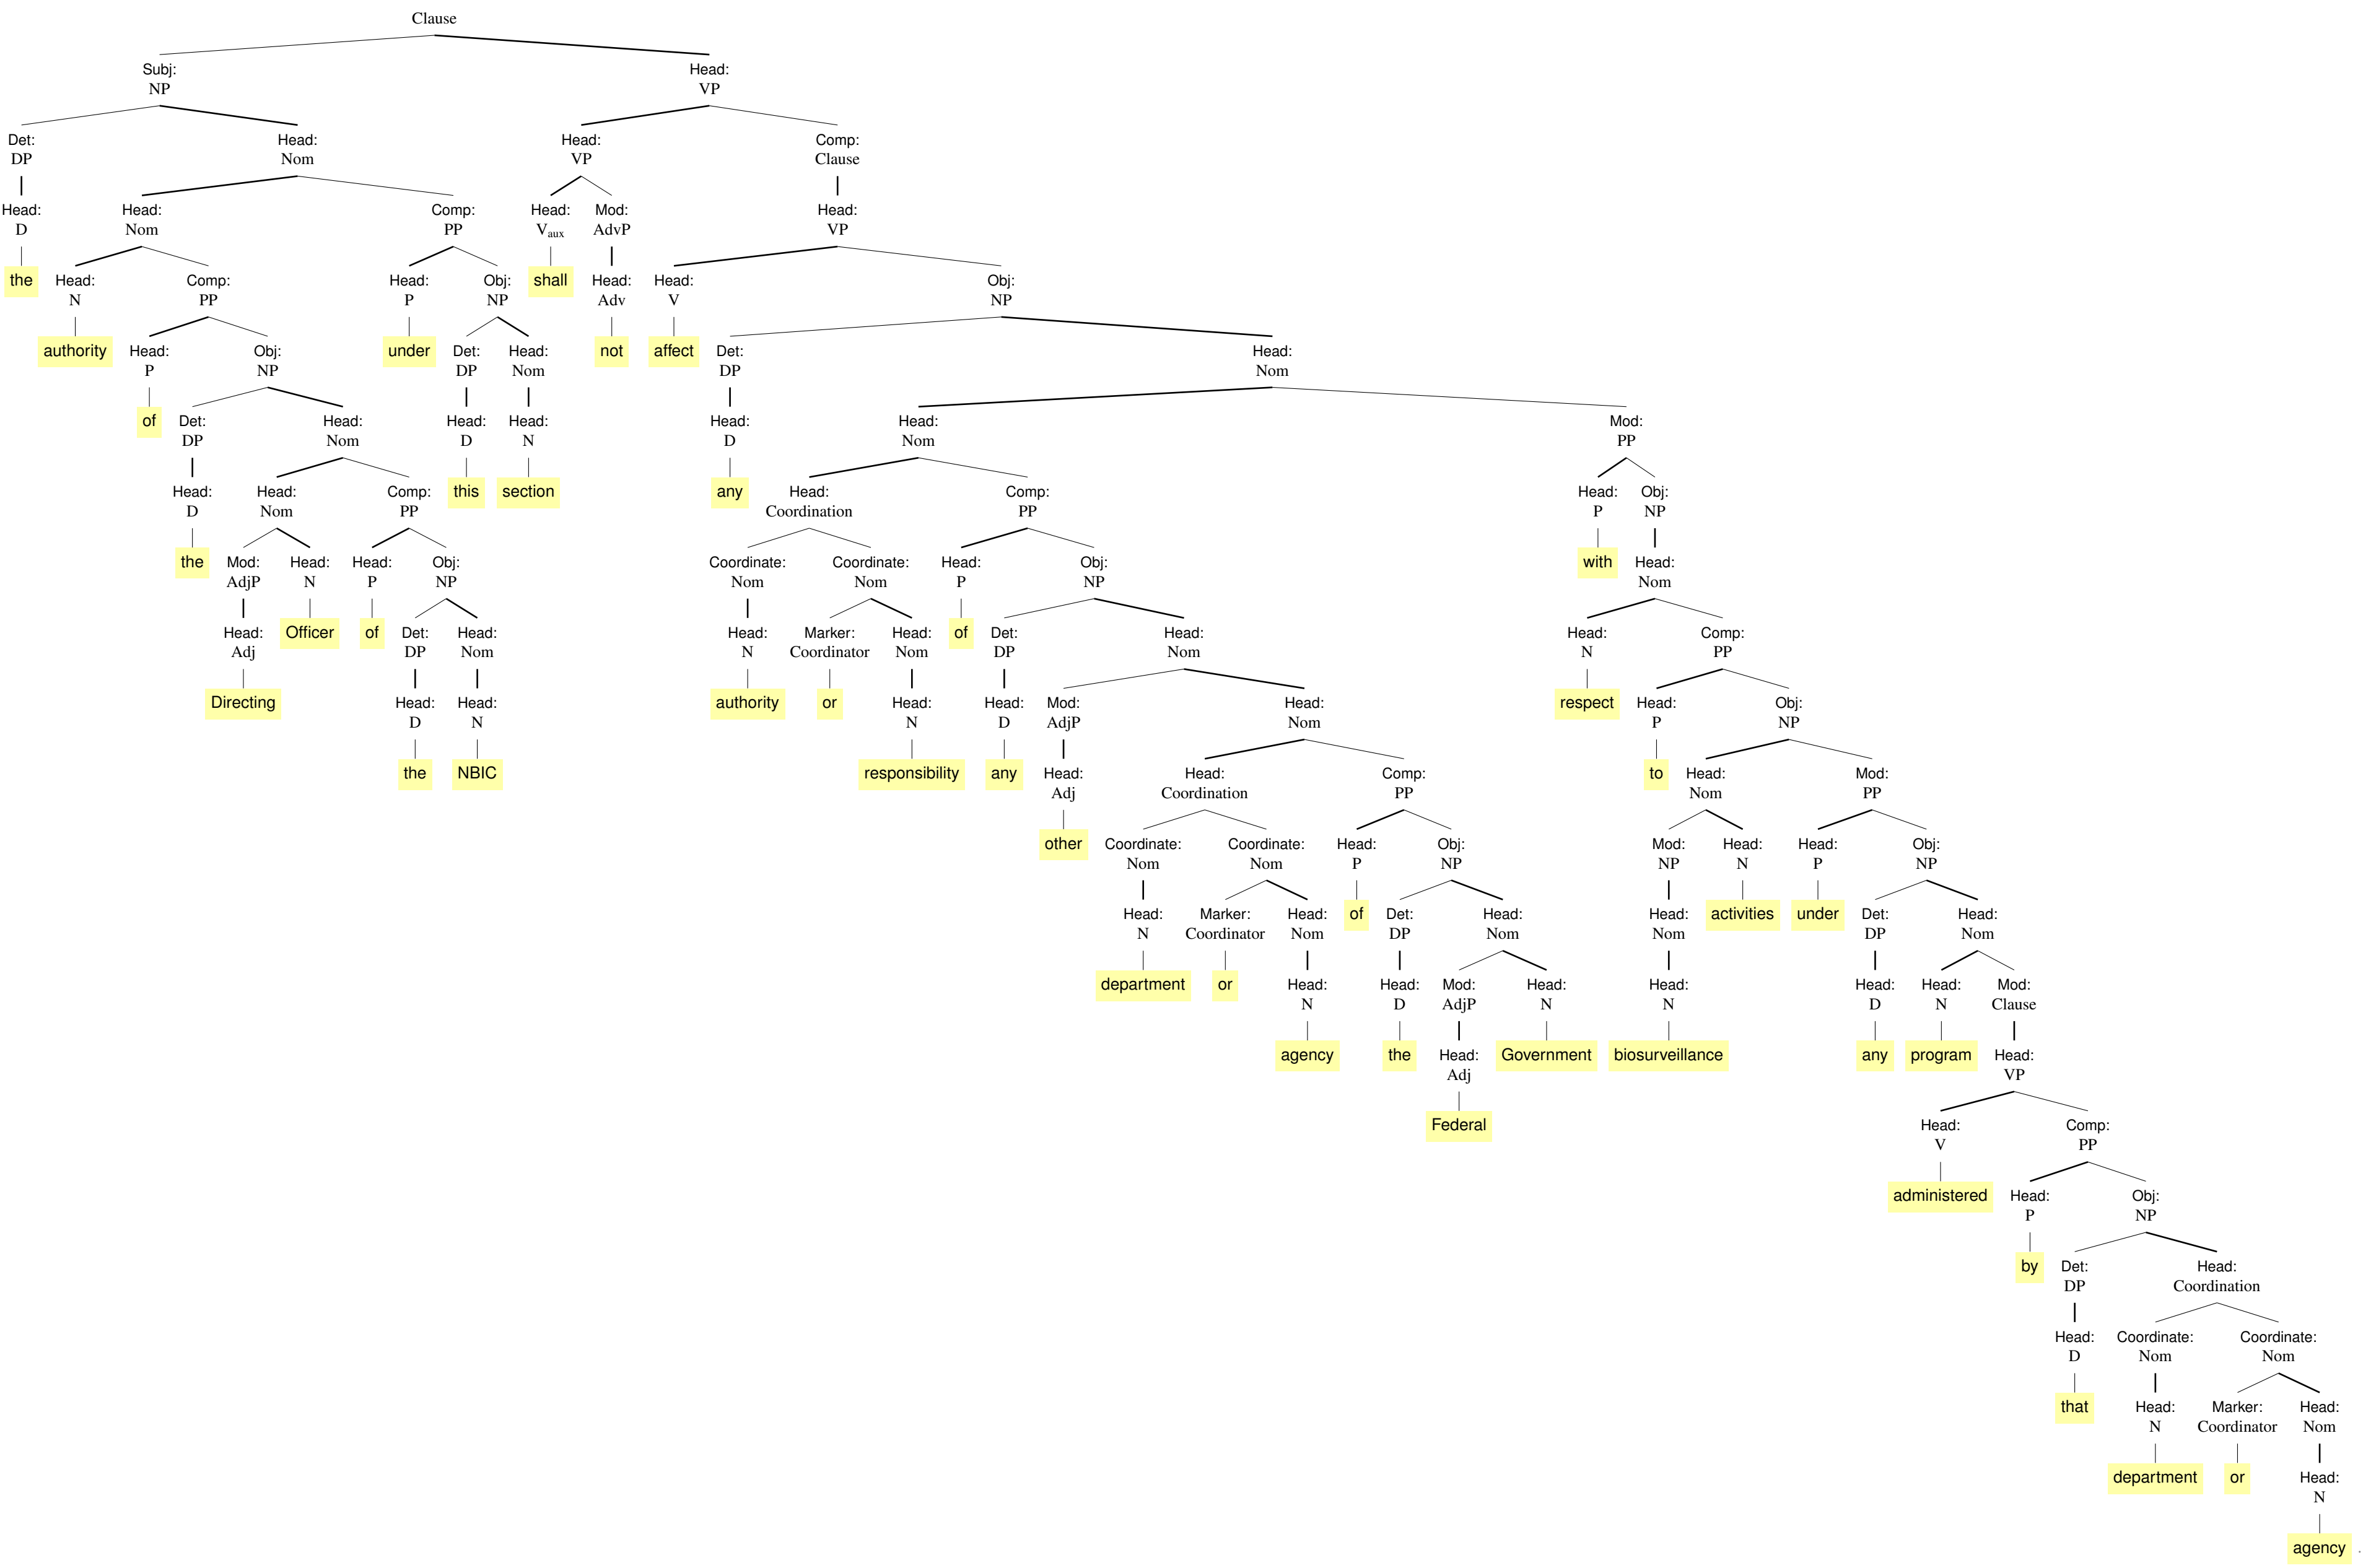 Clause
Subj: Head:
NP VP
Det: Head: Head: Comp:
DP Nom VP Clause
Head: Head: Comp: Head: Mod: Head:
D Nom PP Vaux AdvP VP
the Head: Comp: Head: Obj: shall Head: Head: Obj:
N PP P NP Adv V NP
authority Head: Obj: under Det: Head: not affect Det: Head:
P NP DP Nom DP Nom
of Det: Head: Head: Head: Head: Head: Mod:
DP Nom D N D Nom PP
Head: Head: Comp: this section any Head: Comp: Head: Obj:
D Nom PP Coordination PP P NP
the Mod: Head: Head: Obj: Coordinate: Coordinate: Head: Obj: with Head:
AdjP N P NP Nom Nom P NP Nom
Head: Officer of Det: Head: Head: Marker: Head: of Det: Head: Head: Comp:
Adj DP Nom N Coordinator Nom DP Nom N PP
Directing Head: Head: authority or Head: Head: Mod: Head: respect Head: Obj:
D N N D AdjP Nom P NP
the NBIC responsibility any Head: Head: Comp: to Head: Mod:
Adj Coordination PP Nom PP
other Coordinate: Coordinate: Head: Obj: Mod: Head: Head: Obj:
Nom Nom P NP NP N P NP
Head: Marker: Head: of Det: Head: Head: activities under Det: Head:
N Coordinator Nom DP Nom Nom DP Nom
department or Head: Head: Mod: Head: Head: Head: Head: Mod:
N D AdjP N N D N Clause
agency the Head: Government biosurveillance any program Head:
Adj VP
Federal Head: Comp:
V PP
administered Head: Obj:
P NP
by Det: Head:
DP Coordination
Head: Coordinate: Coordinate:
D Nom Nom
that Head: Marker: Head:
N Coordinator Nom
department or Head:
N
agency .